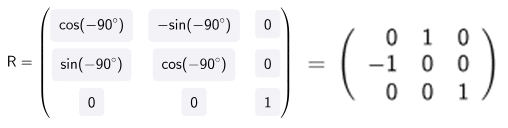 R = ( cos(−90°) −sin(−90°) 0 ) = ( 0 1 0 )
( sin(−90°) cos(−90°) 0 ) ( −1 0 0 )
( 0 0 1 ) ( 0 0 1 )